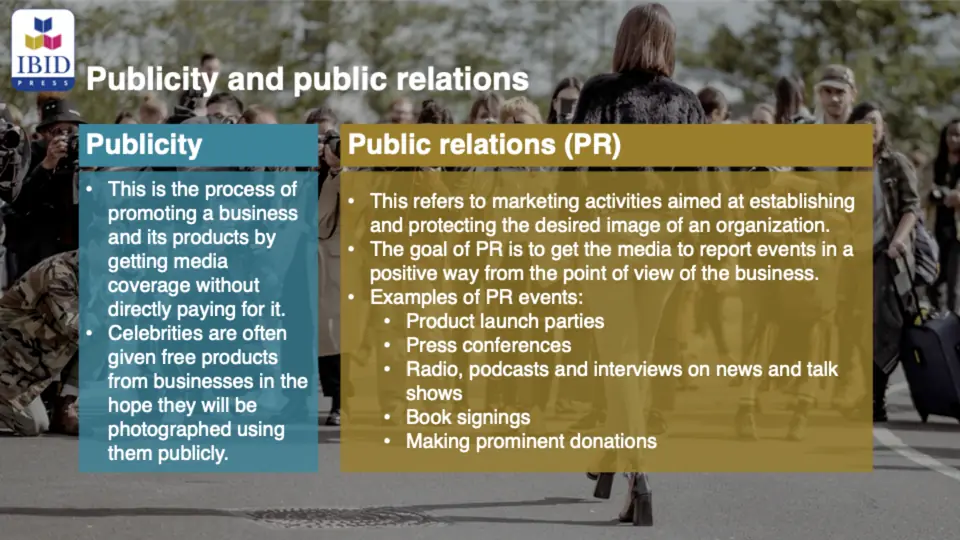 IBID
PRESS
Publicity and public relations
Publicity
• This is the process of
promoting a business
and its products by
getting media
coverage without
directly paying for it.
• Celebrities are often
given free products
from businesses in the
hope they will be
photographed using
them publicly.
Public relations (PR)
• This refers to marketing activities aimed at establishing
and protecting the desired image of an organization.
• The goal of PR is to get the media to report events in a
positive way from the point of view of the business.
• Examples of PR events:
• Product launch parties
• Press conferences
• Radio, podcasts and interviews on news and talk
shows
• Book signings
• Making prominent donations